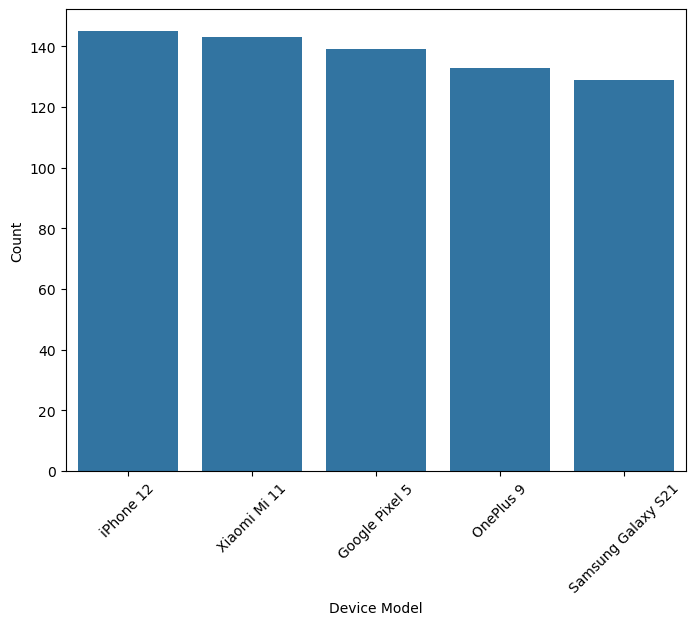 140
120
100
80
60
40
20
0
Count
iPhone 12
Xiaomi Mi 11
Google Pixel 5
OnePlus 9
Samsung Galaxy S21
Device Model